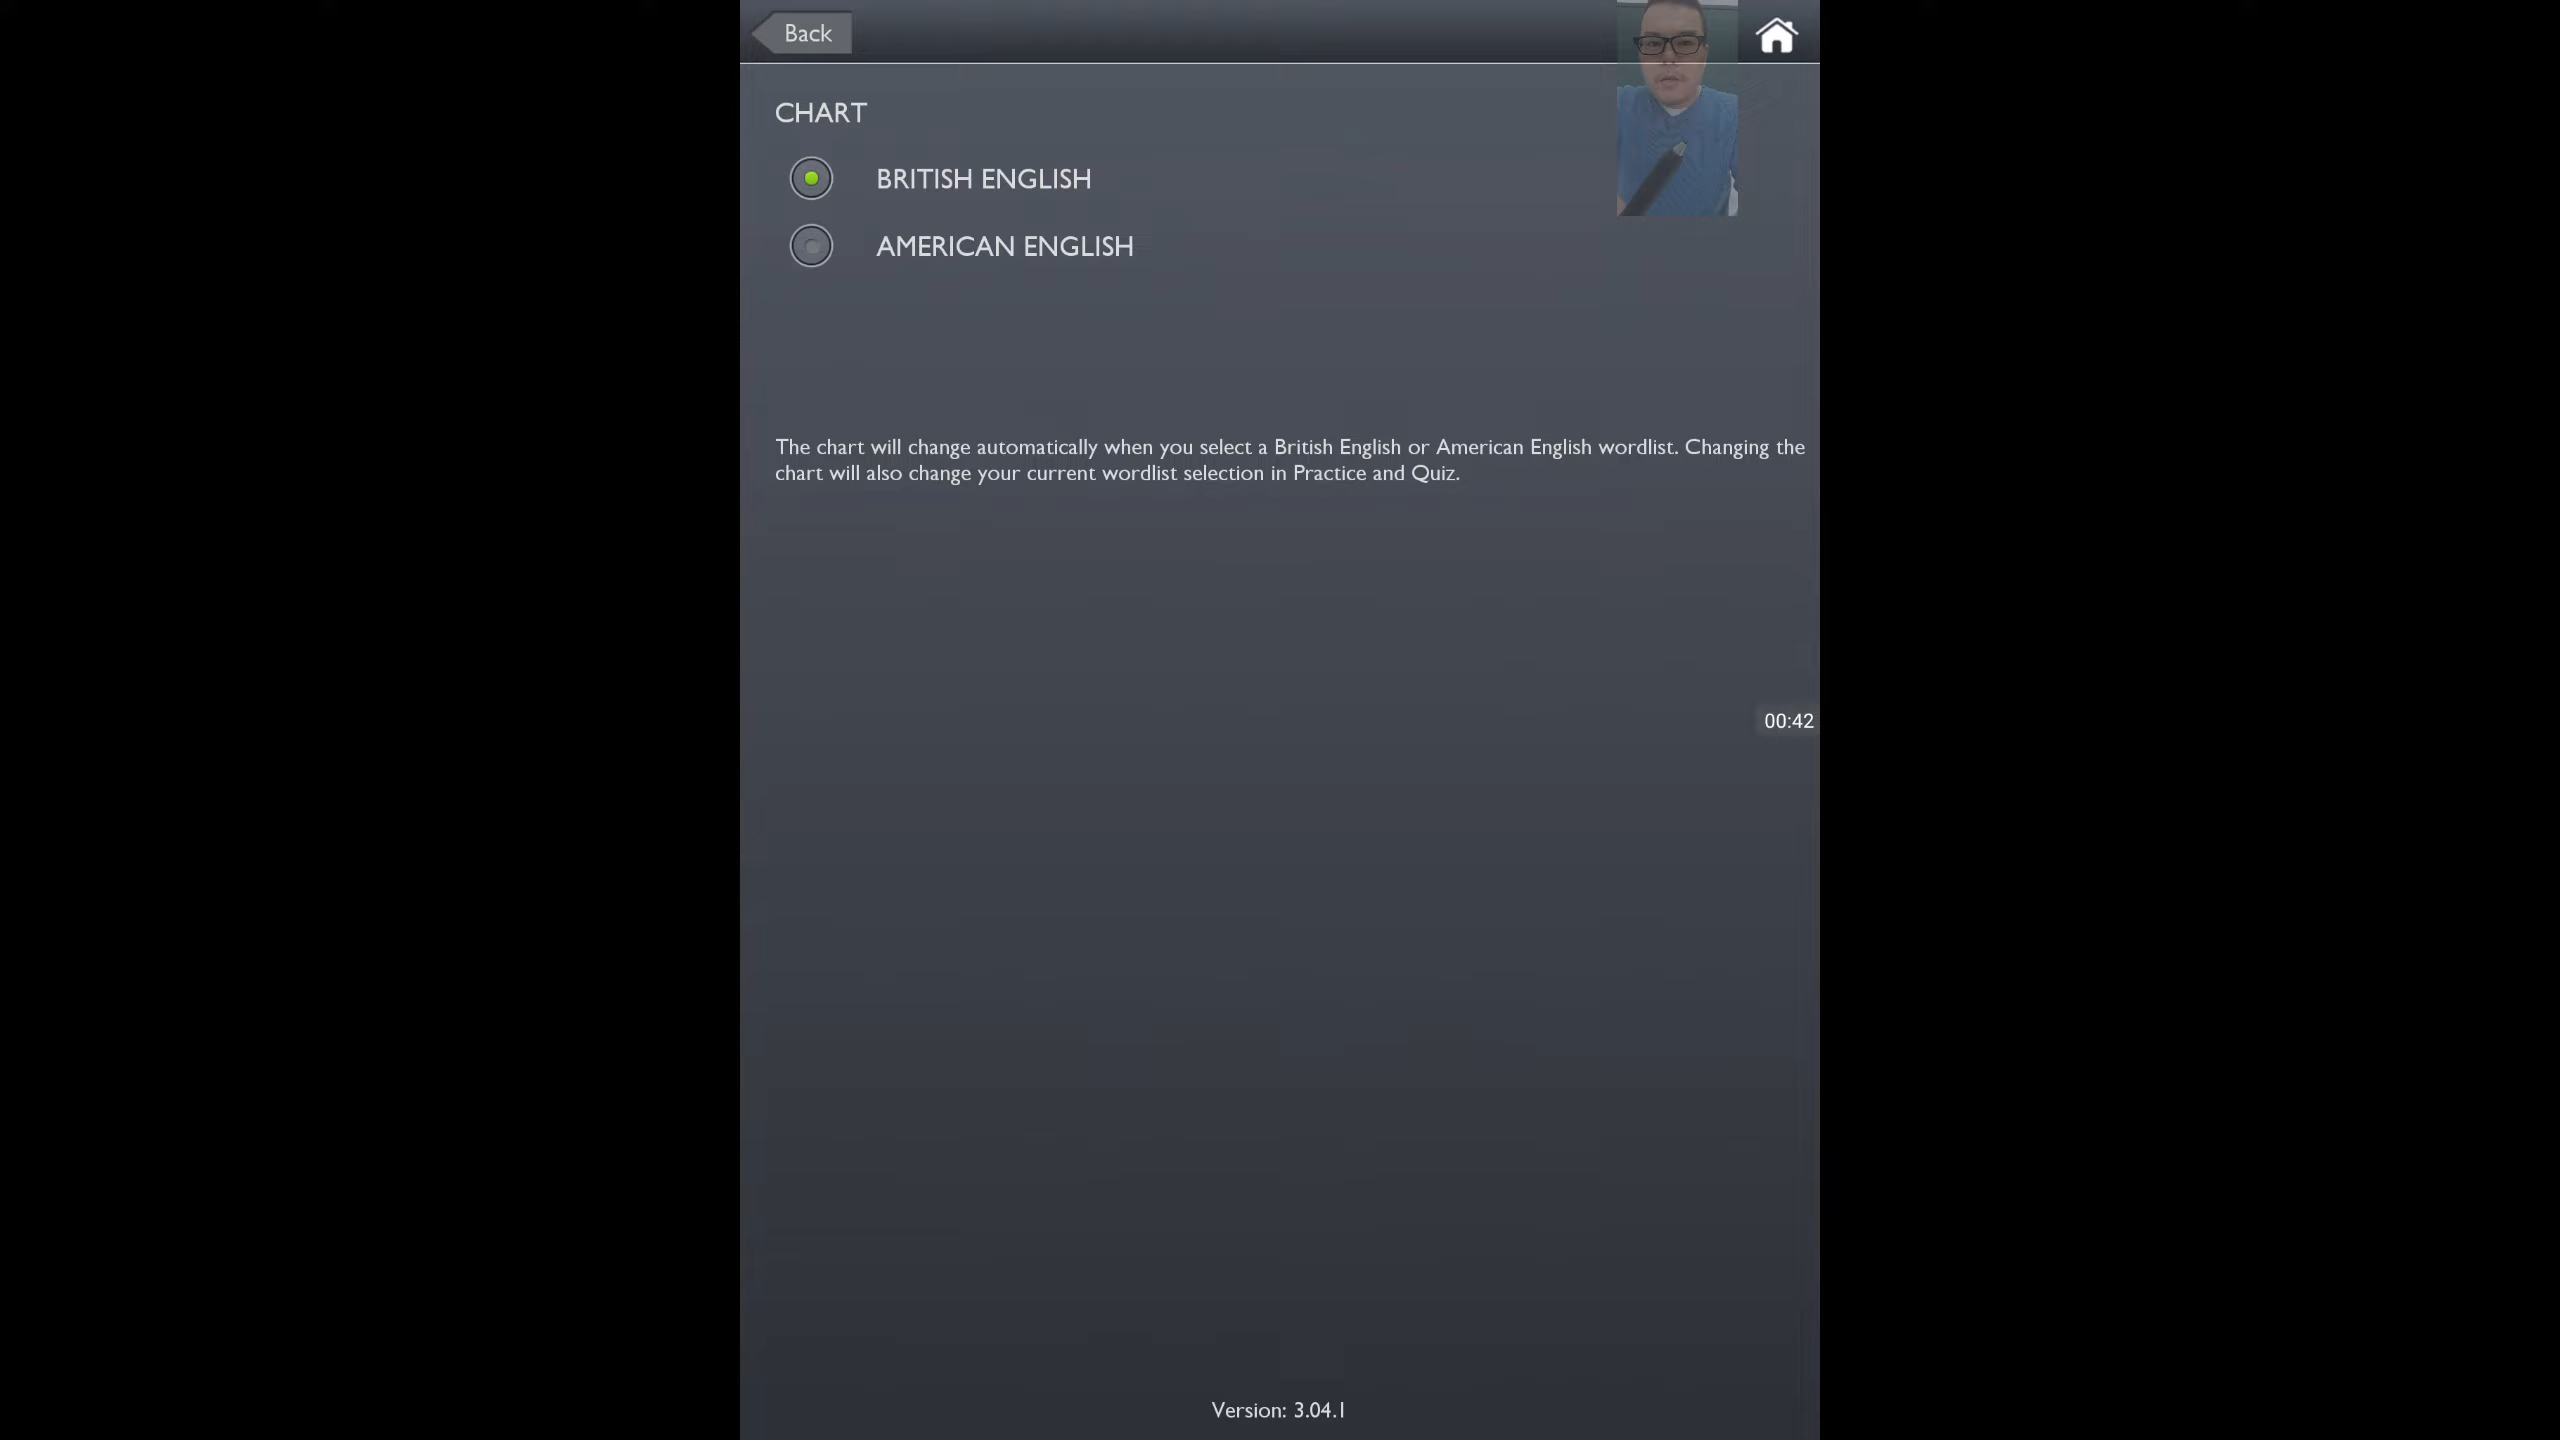 Back
CHART
BRITISH ENGLISH
AMERICAN ENGLISH
The chart will change automatically when you select a British English or American English wordlist. Changing the
chart will also change your current wordlist selection in Practice and Quiz.
00:42
Version: 3.04.1